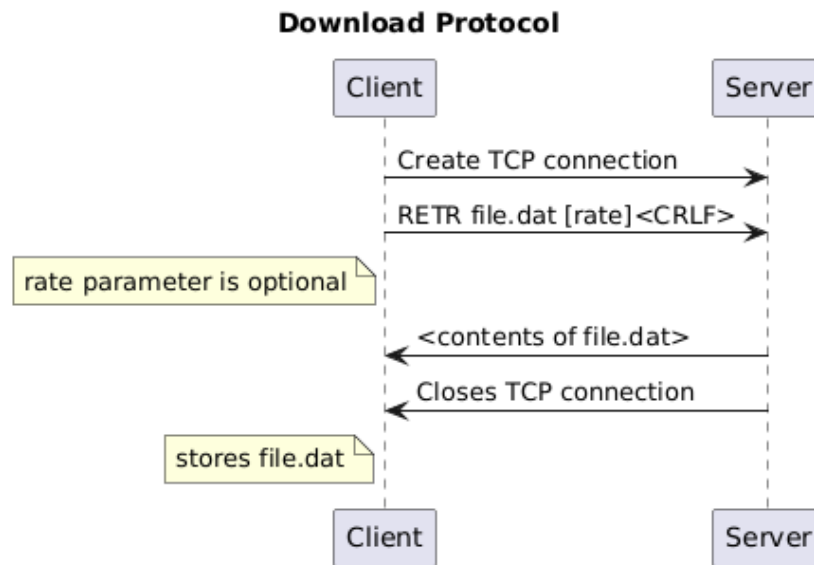 Download Protocol
Client
Server
Create TCP connection
RETR file.dat [rate]<CRLF>
rate parameter is optional
<contents of file.dat>
Closes TCP connection
stores file.dat
Client
Server